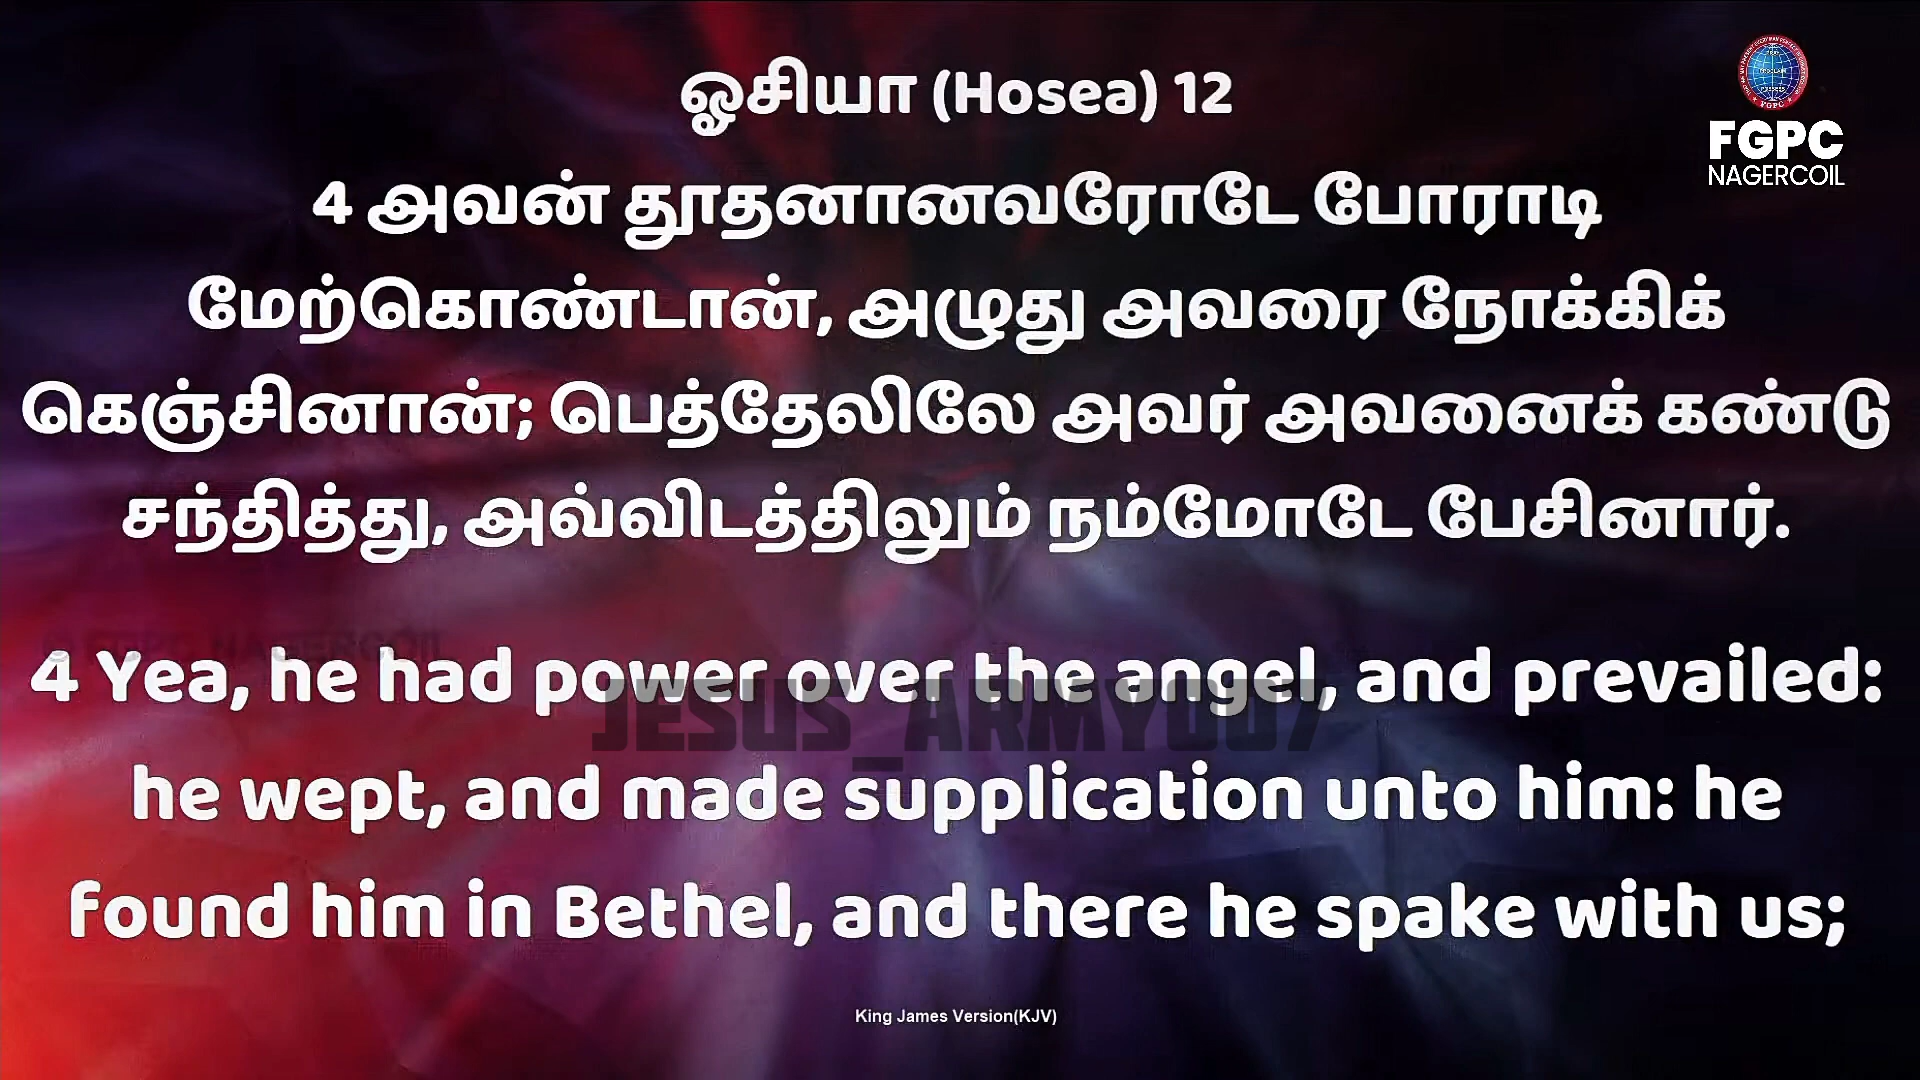 ஓசியா (Hosea) 12
FGPC
NAGERCOIL
4 அவன் தூதனானவரோடே போராடி
மேற்கொண்டான், அழுது அவரை நோக்கிக்
கெஞ்சினான்; பெத்தேலிலே அவர் அவனைக் கண்டு
சந்தித்து, அவ்விடத்திலும் நம்மோடே பேசினார்.
© FGPC NAGERCOIL
4 Yea, he had power over the angel, and prevailed:
JESUS_ARMY007
he wept, and made supplication unto him: he
found him in Bethel, and there he spake with us;
King James Version(KJV)